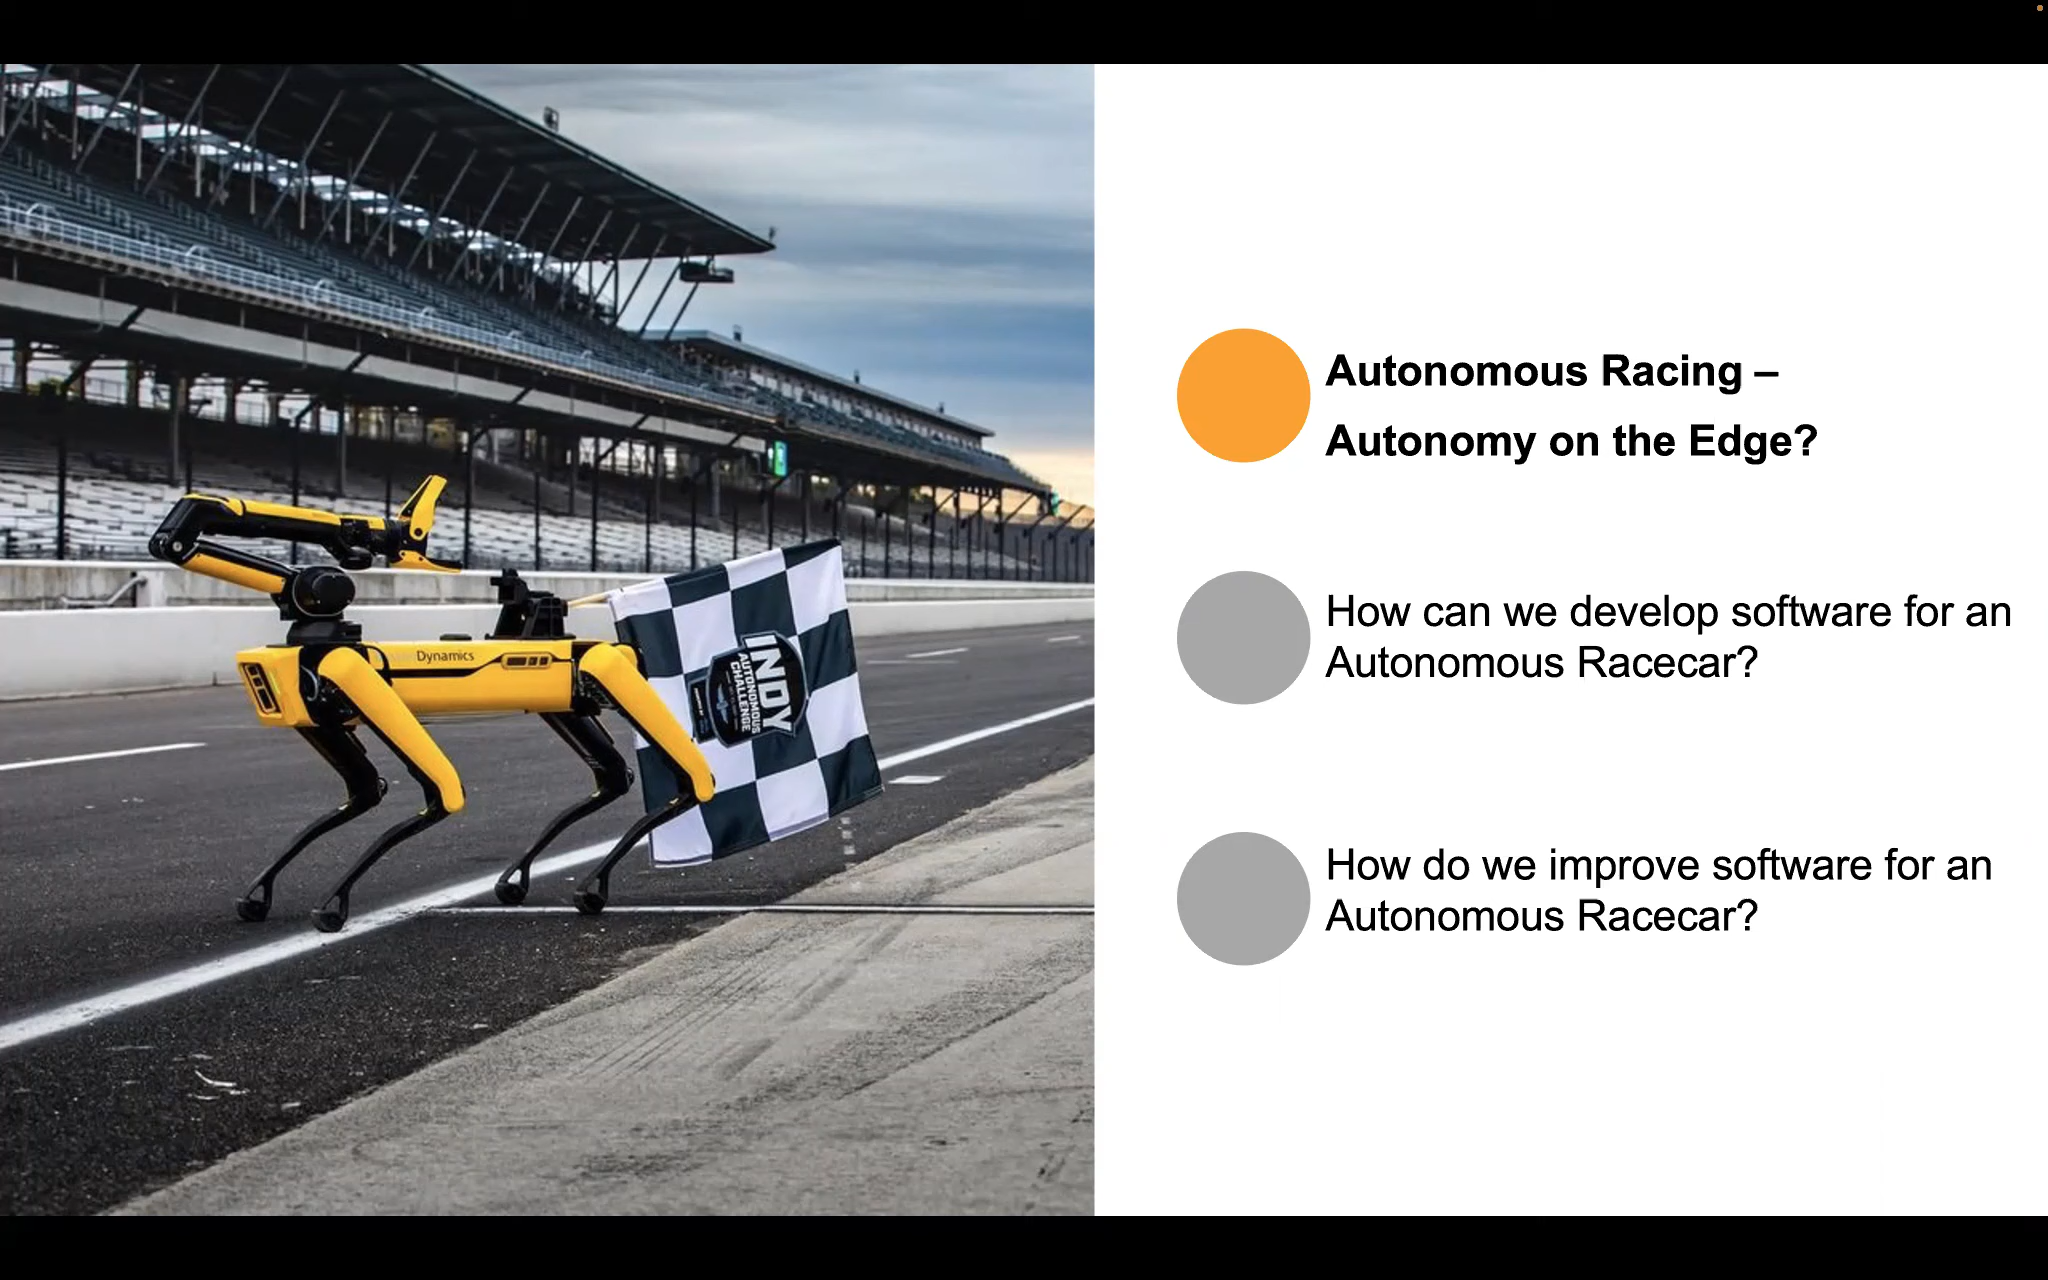 Dynamics
INDY
AUTONOMOUS
CHALLENGE
Autonomous Racing –
Autonomy on the Edge?
How can we develop software for an
Autonomous Racecar?
How do we improve software for an
Autonomous Racecar?